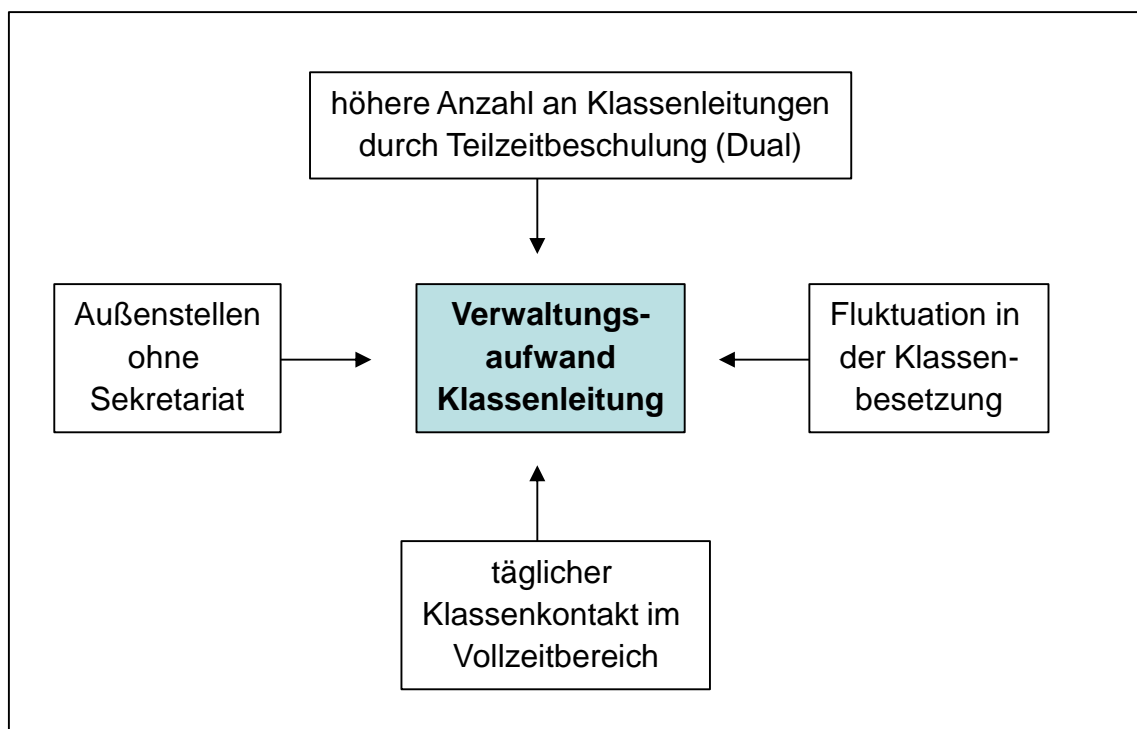 höhere Anzahl an Klassenleitungen
durch Teilzeitbeschulung (Dual)
Außenstellen
ohne
Sekretariat
Verwaltungs-
aufwand
Klassenleitung
Fluktuation in
der Klassen-
besetzung
täglicher
Klassenkontakt im
Vollzeitbereich